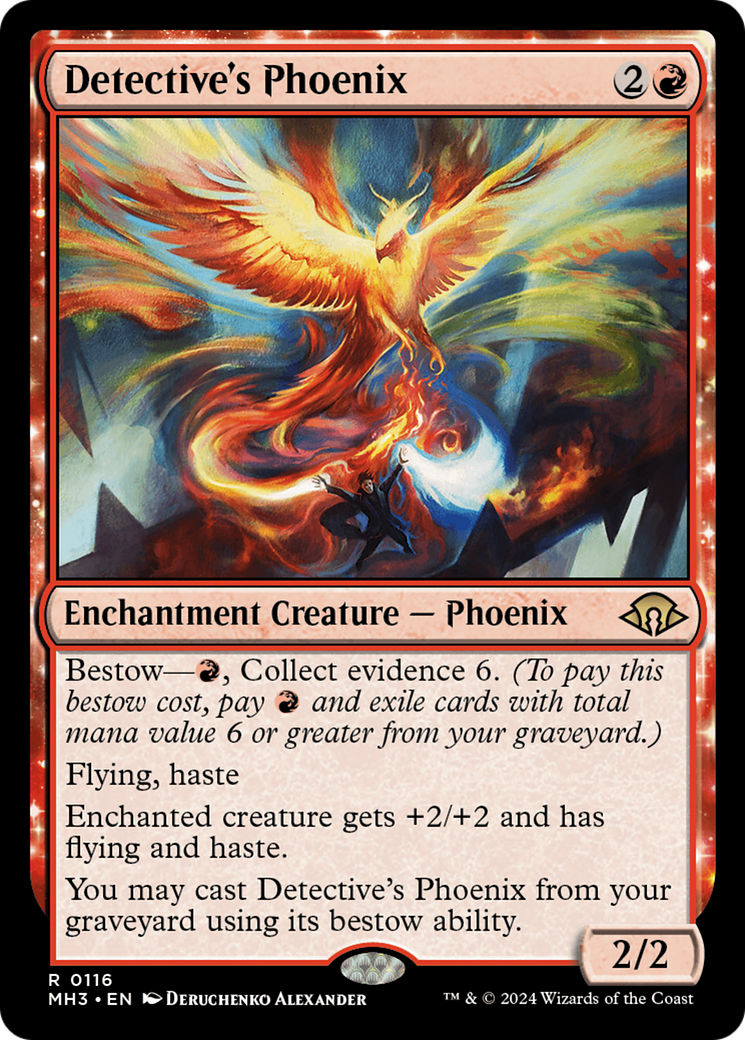 Detective's Phoenix 2
Enchantment Creature — Phoenix
Bestow—, Collect evidence 6. (To pay this
bestow cost, pay and exile cards with total
mana value 6 or greater from your graveyard.)
Flying, haste
Enchanted creature gets +2/+2 and has
flying and haste.
You may cast Detective's Phoenix from your
graveyard using its bestow ability.
2/2
R 0116
MH3 • EN Deruchenko Alexander
™ & © 2024 Wizards of the Coast